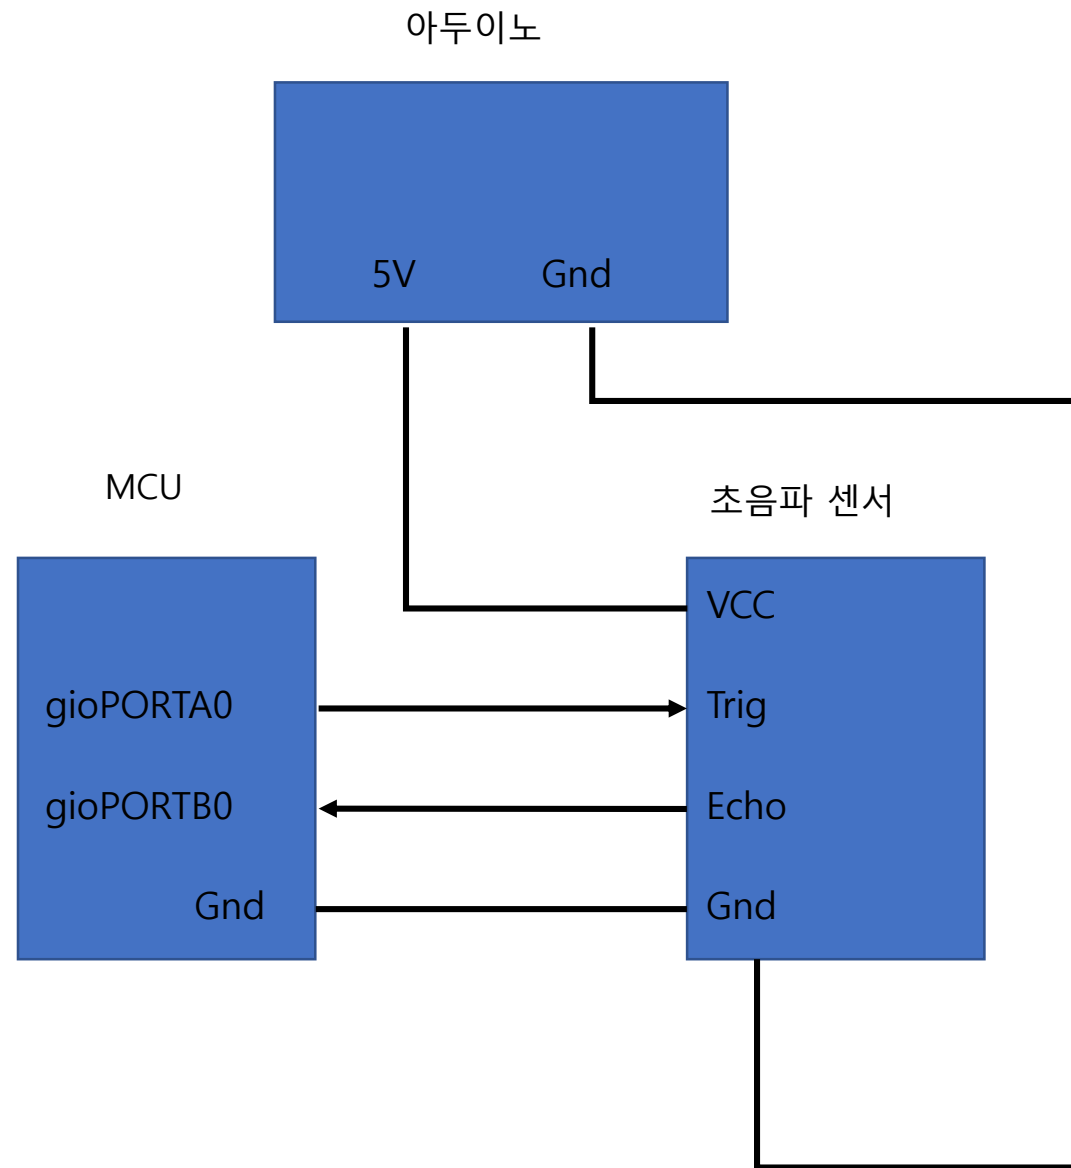 아두이노
5V
Gnd
MCU
초음파 센서
VCC
gioPORTA0
Trig
gioPORTB0
Echo
Gnd
Gnd